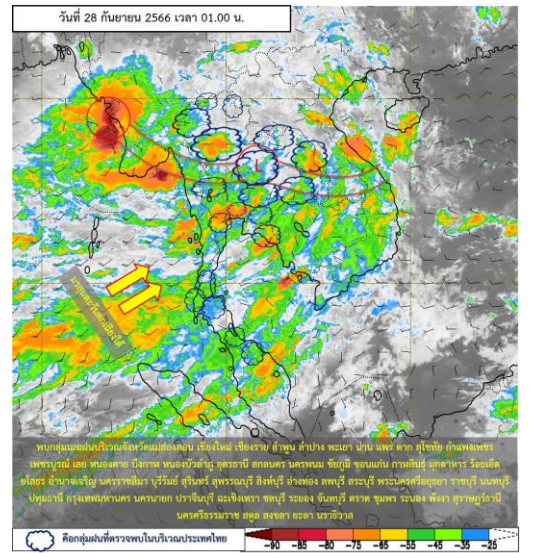 วันที่ 28 กันยายน 2566 เวลา 01.00 น.
L
มรสุมตะวันตกเฉียงใต้
พบกลุ่มเมฆฝนบริเวณจังหวัดแม่ฮ่องสอน เชียงใหม่ เชียงราย ลำพูน ลำปาง พะเยา น่าน แพร่ ตาก สุโขทัย กำแพงเพชร
เพชรบูรณ์ เลย หนองคาย บึงกาฬ หนองบัวลำภู อุดรธานี สกลนคร นครพนม ชัยภูมิ ขอนแก่น กาฬสินธุ์ มุกดาหาร ร้อยเอ็ด
ยโสธร อำนาจเจริญ นครราชสีมา บุรีรัมย์ สุรินทร์ สุพรรณบุรี สิงห์บุรี อ่างทอง ลพบุรี สระบุรี พระนครศรีอยุธยา ราชบุรี นนทบุรี
ปทุมธานี กรุงเทพมหานคร นครนายก ปราจีนบุรี ฉะเชิงเทรา ชลบุรี ระยอง จันทบุรี ตราด ชุมพร ระนอง พังงา สุราษฎร์ธานี
นครศรีธรรมราช สตูล สงขลา ยะลา นราธิวาส
คือกลุ่มฝนที่ตรวจพบในบริเวณประเทศไทย
-90 -85 -80 -75 -70 -65 -55 -45 -35 -25